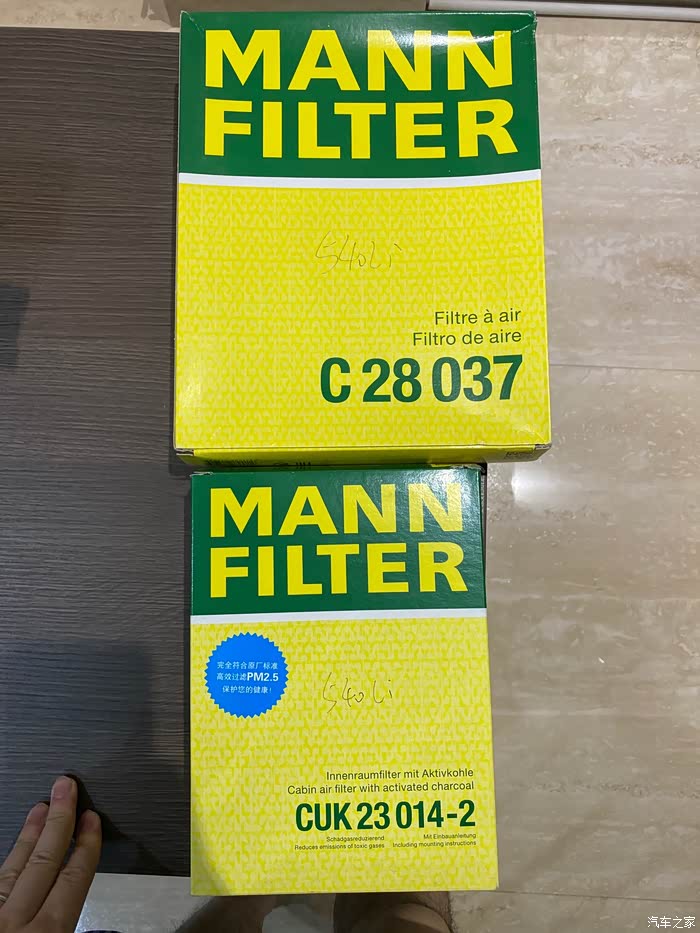 MANN
FILTER
540Li
Filtre à air
Filtro de aire
C 28 037
MANN
FILTER
完全符合原厂标准
高效过滤PM2.5
保护您的健康!
540Li
Innenraumfilter mit Aktivkohle
Cabin air filter with activated charcoal
CUK 23 014-2
Schadgasreduzierend
Reduces emissions of toxic gases
Mit Einbauanleitung
Including mounting instructions
汽车之家